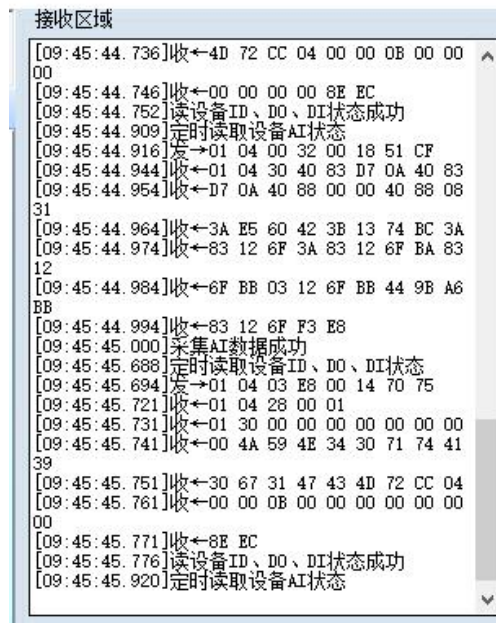 接收区域
[09:45:44.736]收←4D 72 CC 04 00 00 0B 00 00
00
[09:45:44.746]收←00 00 00 00 8E EC
[09:45:44.752]读设备ID、DO、DI状态成功
[09:45:44.909]定时读取设备AI状态
[09:45:44.916]发→01 04 00 32 00 18 51 CF
[09:45:44.944]收←01 04 30 40 83 D7 0A 40 83
[09:45:44.954]收←D7 0A 40 88 00 00 40 88 08
31
[09:45:44.964]收←3A E5 60 42 3B 13 74 BC 3A
[09:45:44.974]收←83 12 6F 3A 83 12 6F BA 83
12
[09:45:44.984]收←6F BB 03 12 6F BB 44 9B A6
BB
[09:45:44.994]收←83 12 6F F3 E8
[09:45:45.000]采集AI数据成功
[09:45:45.688]定时读取设备ID、DO、DI状态
[09:45:45.694]发→01 04 03 E8 00 14 70 75
[09:45:45.721]收←01 04 28 00 01
[09:45:45.731]收←01 30 00 00 00 00 00 00 00
[09:45:45.741]收←00 4A 59 4E 34 30 71 74 41
39
[09:45:45.751]收←30 67 31 47 43 4D 72 CC 04
[09:45:45.761]收←00 00 0B 00 00 00 00 00 00
00
[09:45:45.771]收←8E EC
[09:45:45.776]读设备ID、DO、DI状态成功
[09:45:45.920]定时读取设备AI状态